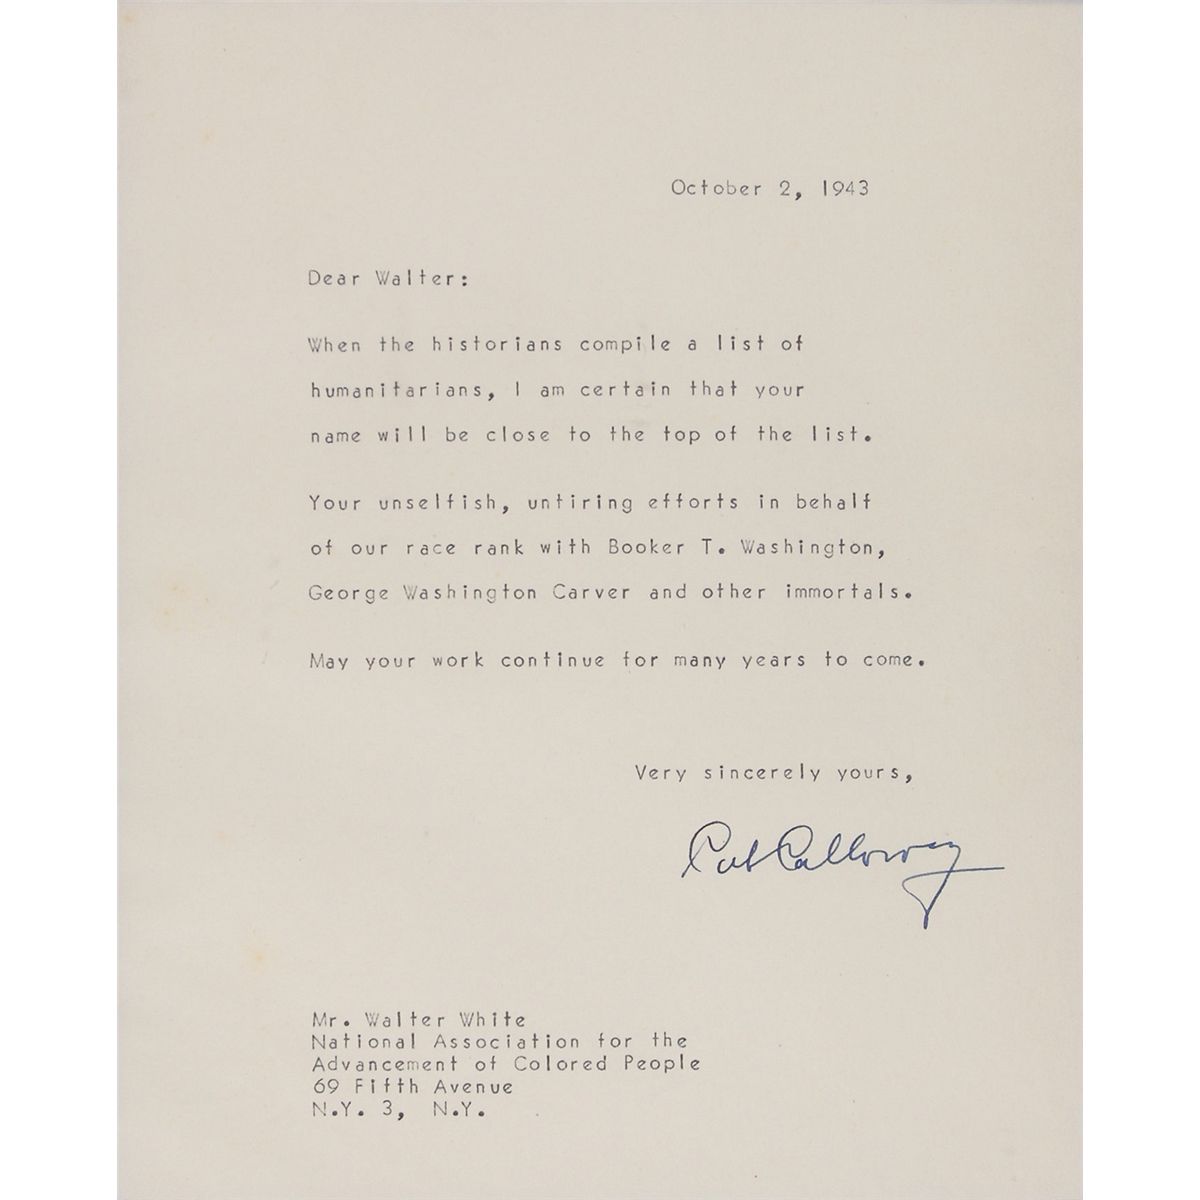 October 2, 1943
Dear Walter:
When the historians compile a list of
humanitarians, I am certain that your
name will be close to the top of the list.
Your unselfish, untiring efforts in behalf
of our race rank with Booker T. Washington,
George Washington Carver and other immortals.
May your work continue for many years to come.
Very sincerely yours,
Cab Calloway
Mr. Walter White
National Association for the
Advancement of Colored People
69 Fifth Avenue
N.Y. 3, N.Y.